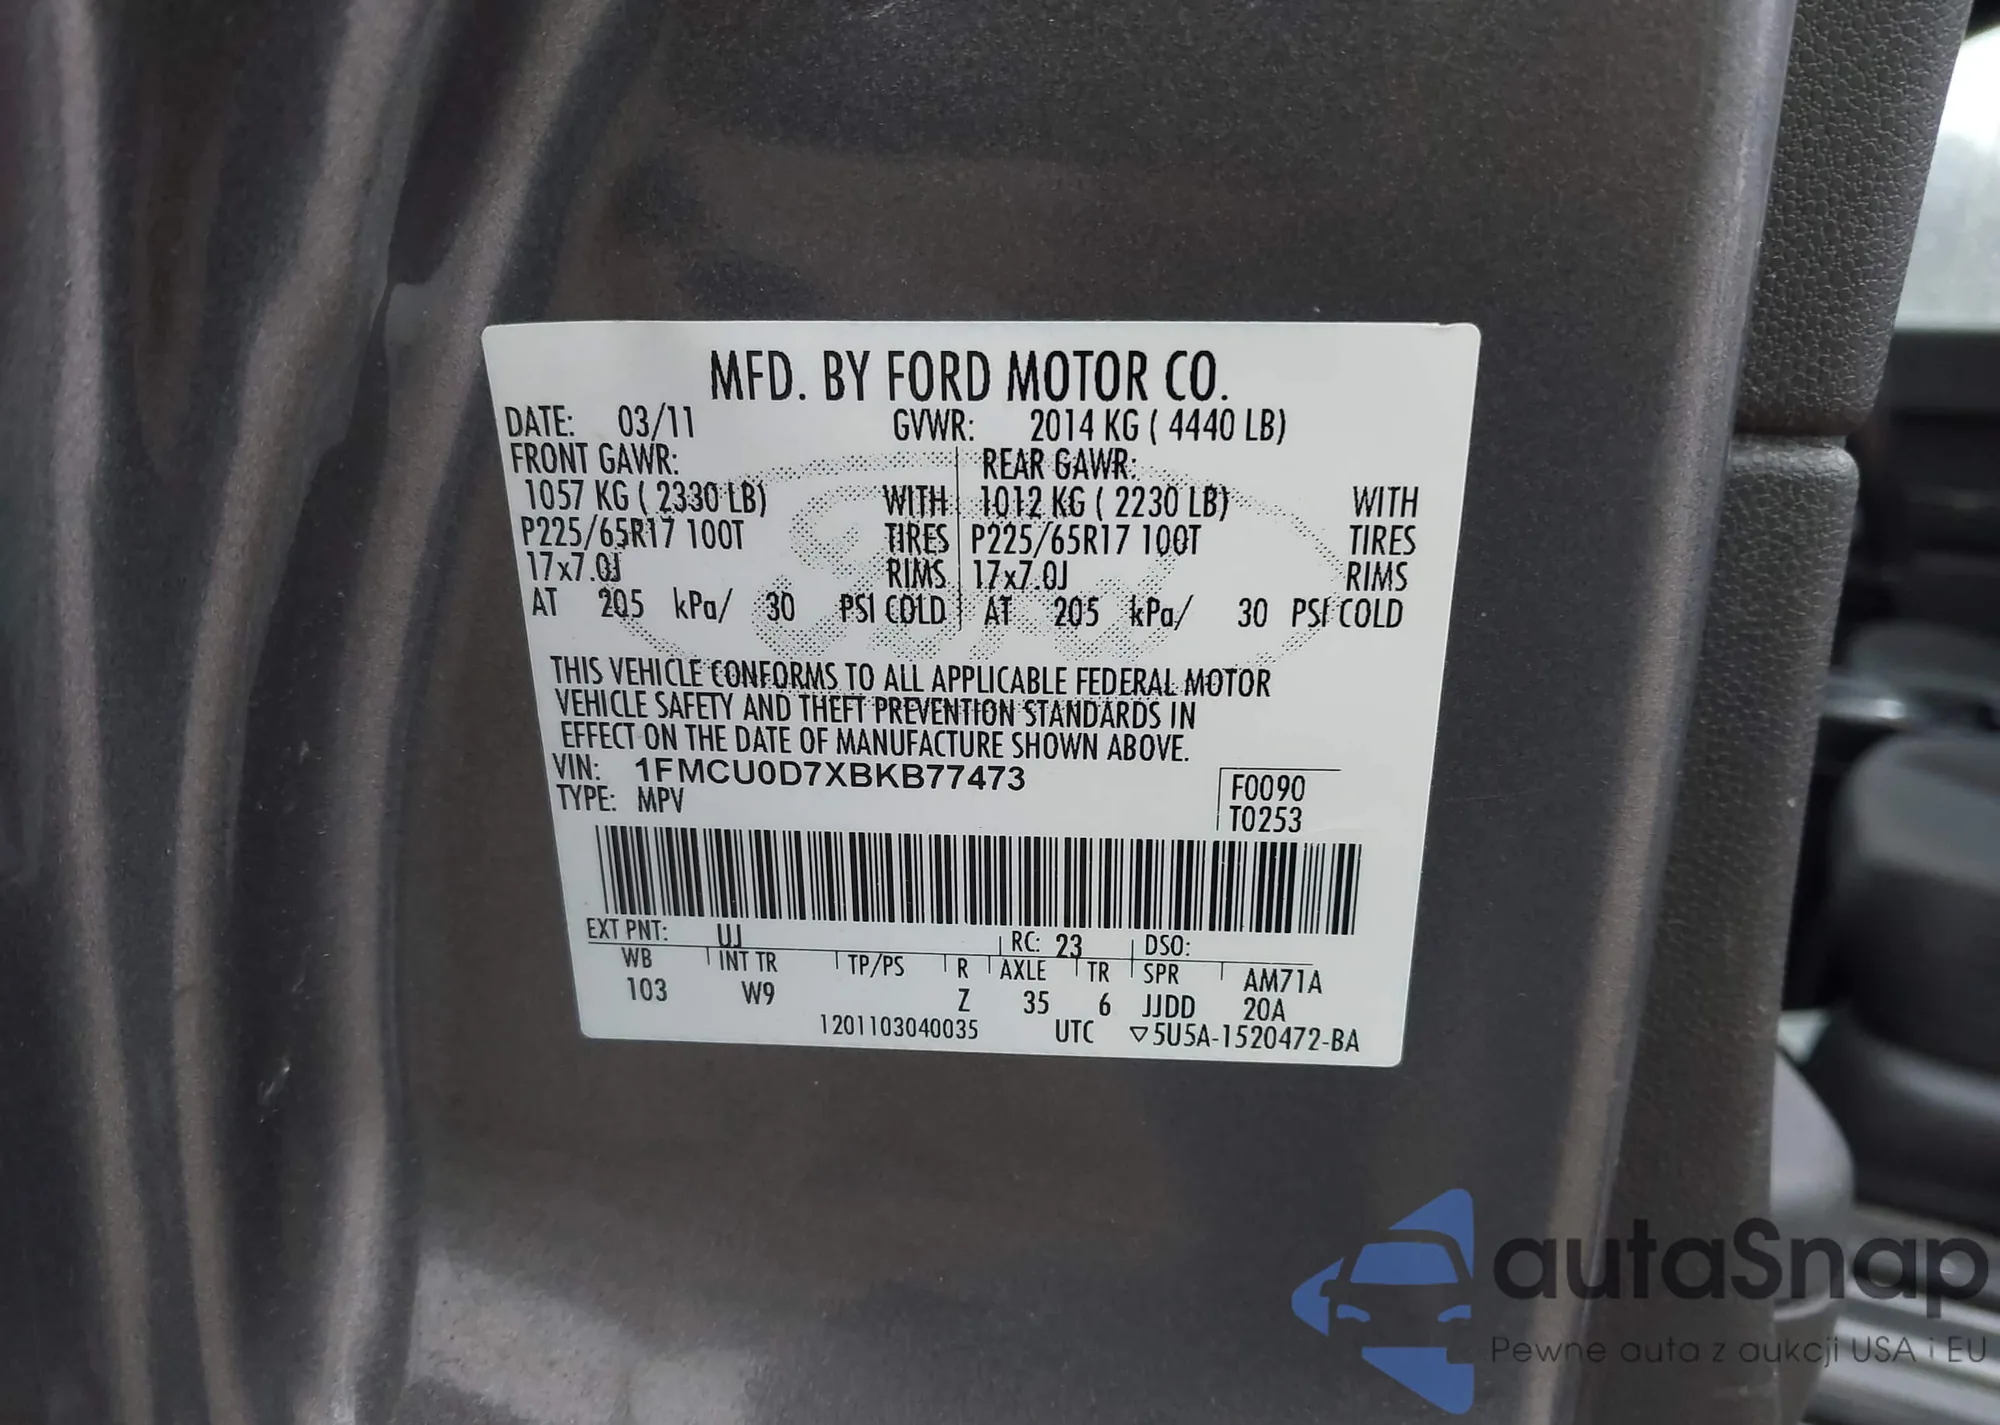 MFD. BY FORD MOTOR CO.
DATE: 03/11 GVWR: 2014 KG ( 4440 LB)
FRONT GAWR: REAR GAWR:
1057 KG ( 2330 LB) WITH 1012 KG ( 2230 LB) WITH
P225/65R17 100T TIRES P225/65R17 100T TIRES
17x7.0J RIMS 17x7.0J RIMS
AT 205 kPa/ 30 PSI COLD AT 205 kPa/ 30 PSI COLD
THIS VEHICLE CONFORMS TO ALL APPLICABLE FEDERAL MOTOR
VEHICLE SAFETY AND THEFT PREVENTION STANDARDS IN
EFFECT ON THE DATE OF MANUFACTURE SHOWN ABOVE.
VIN: 1FMCU0D7XBKB77473 F0090
TYPE: MPV T0253
EXT PNT: UJ RC: 23 DSO:
WB INT TR TP/PS R AXLE TR SPR AM71A
103 W9 Z 35 6 JJDD 20A
1201103040035 UTC ▽5U5A-1520472-BA
autaSnap
Pewne auta z aukcji USA i EU